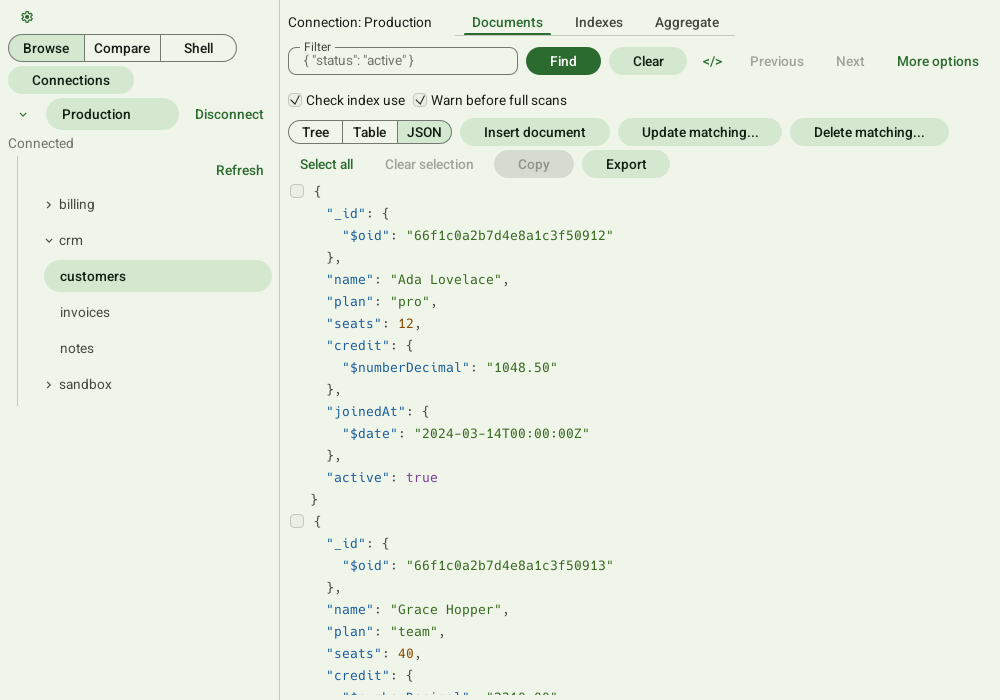 Browse Compare Shell
Connections
Production Disconnect
Connected
Refresh
billing
crm
customers
invoices
notes
sandbox
Connection: Production Documents Indexes Aggregate
Filter
{ "status": "active" } Find Clear </> Previous Next More options
Check index use Warn before full scans
Tree Table JSON Insert document Update matching... Delete matching...
Select all Clear selection Copy Export
{
"_id": {
"$oid": "66f1c0a2b7d4e8a1c3f50912"
},
"name": "Ada Lovelace",
"plan": "pro",
"seats": 12,
"credit": {
"$numberDecimal": "1048.50"
},
"joinedAt": {
"$date": "2024-03-14T00:00:00Z"
},
"active": true
}
{
"_id": {
"$oid": "66f1c0a2b7d4e8a1c3f50913"
},
"name": "Grace Hopper",
"plan": "team",
"seats": 40,
"credit": {